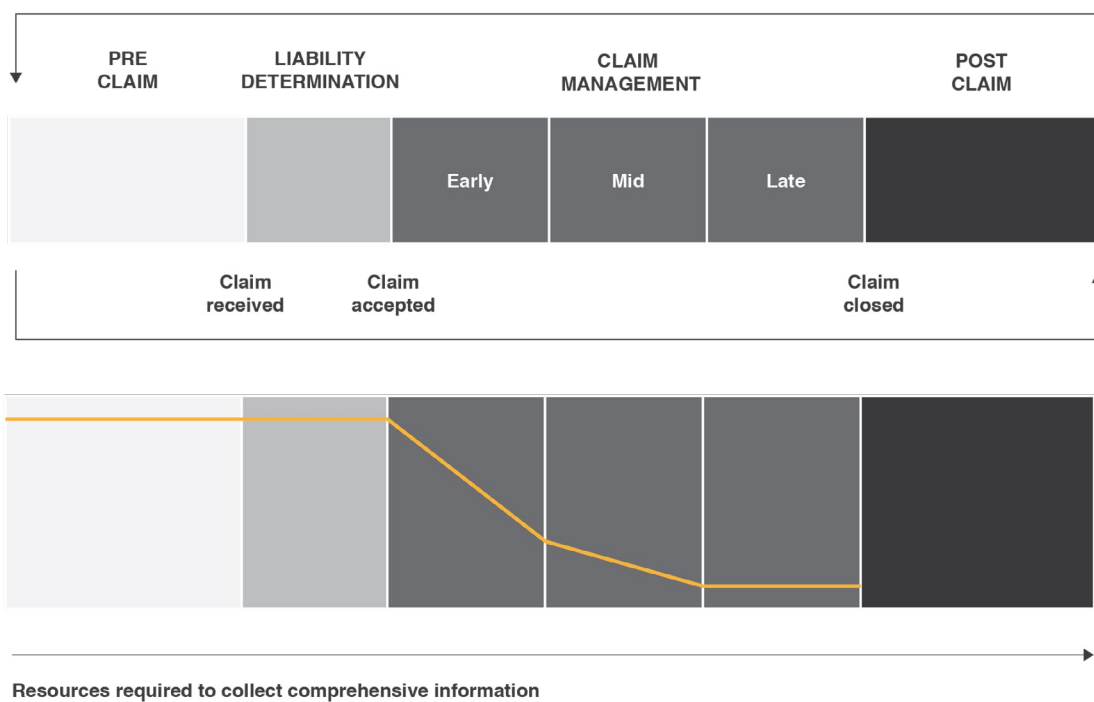 PRE
CLAIM
LIABILITY
DETERMINATION
CLAIM
MANAGEMENT
POST
CLAIM
Early
Mid
Late
Claim
received
Claim
accepted
Claim
closed
Resources required to collect comprehensive information